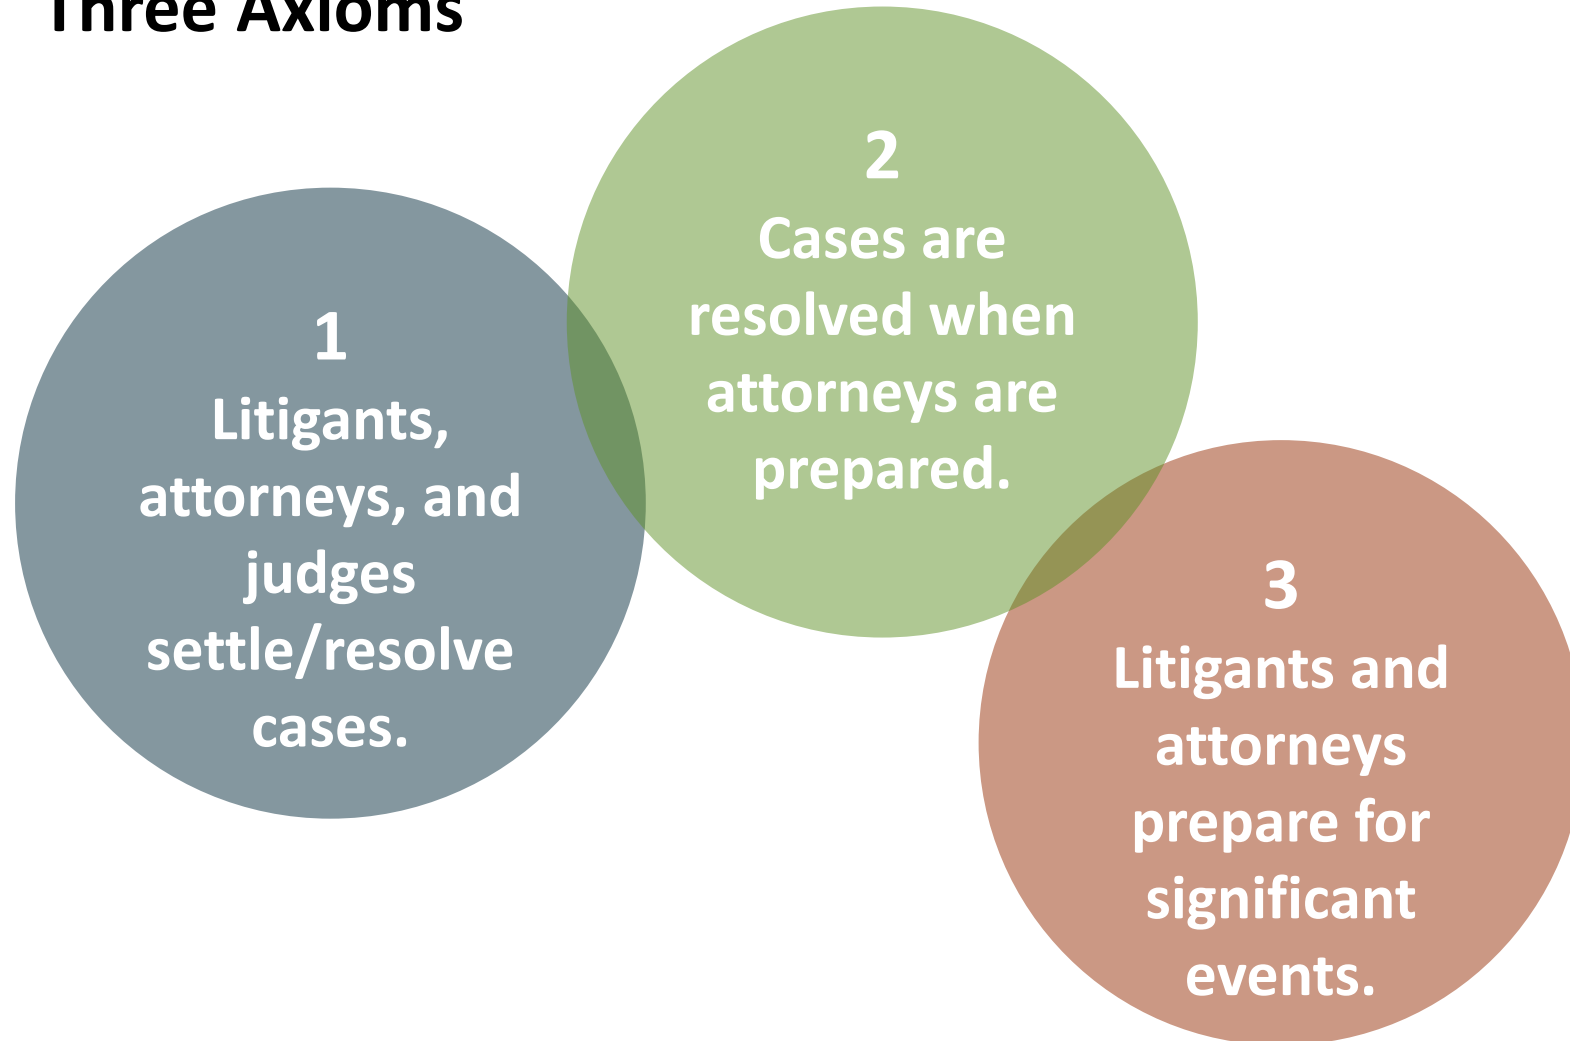 Three Axioms
1
Litigants,
attorneys, and
judges
settle/resolve
cases.
2
Cases are
resolved when
attorneys are
prepared.
3
Litigants and
attorneys
prepare for
significant
events.